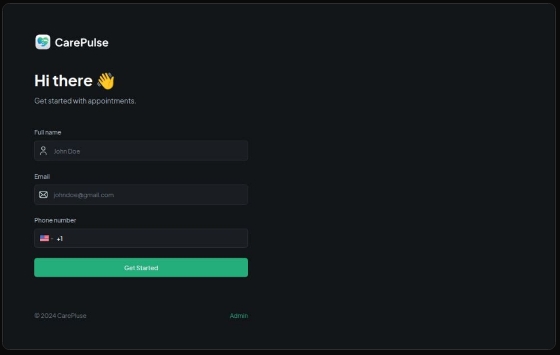 CarePulse
Hi there 👋
Get started with appointments.
Full name
John Doe
Email
johndoe@gmail.com
Phone number
+1
Get Started
© 2024 CarePluse
Admin